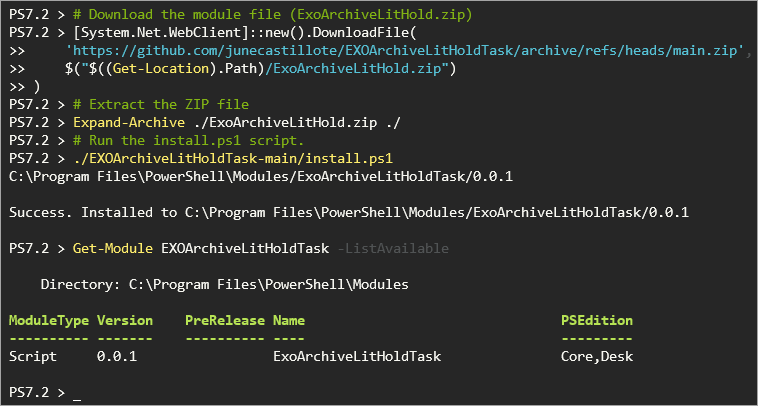 PS7.2 > # Download the module file (ExoArchiveLitHold.zip)
PS7.2 > [System.Net.WebClient]::new().DownloadFile(
>>     'https://github.com/junecastillote/EXOArchiveLitHoldTask/archive/refs/heads/main.zip',
>>     $("$((Get-Location).Path)/ExoArchiveLitHold.zip")
>> )
PS7.2 > # Extract the ZIP file
PS7.2 > Expand-Archive ./ExoArchiveLitHold.zip ./
PS7.2 > # Run the install.ps1 script.
PS7.2 > ./EXOArchiveLitHoldTask-main/install.ps1
C:\Program Files\PowerShell\Modules/ExoArchiveLitHoldTask/0.0.1
Success. Installed to C:\Program Files\PowerShell\Modules/ExoArchiveLitHoldTask/0.0.1
PS7.2 > Get-Module EXOArchiveLitHoldTask -ListAvailable
    Directory: C:\Program Files\PowerShell\Modules
ModuleType Version    PreRelease Name                                PSEdition
---------- -------    ---------- ----                                ---------
Script     0.0.1                 ExoArchiveLitHoldTask               Core,Desk
PS7.2 > _